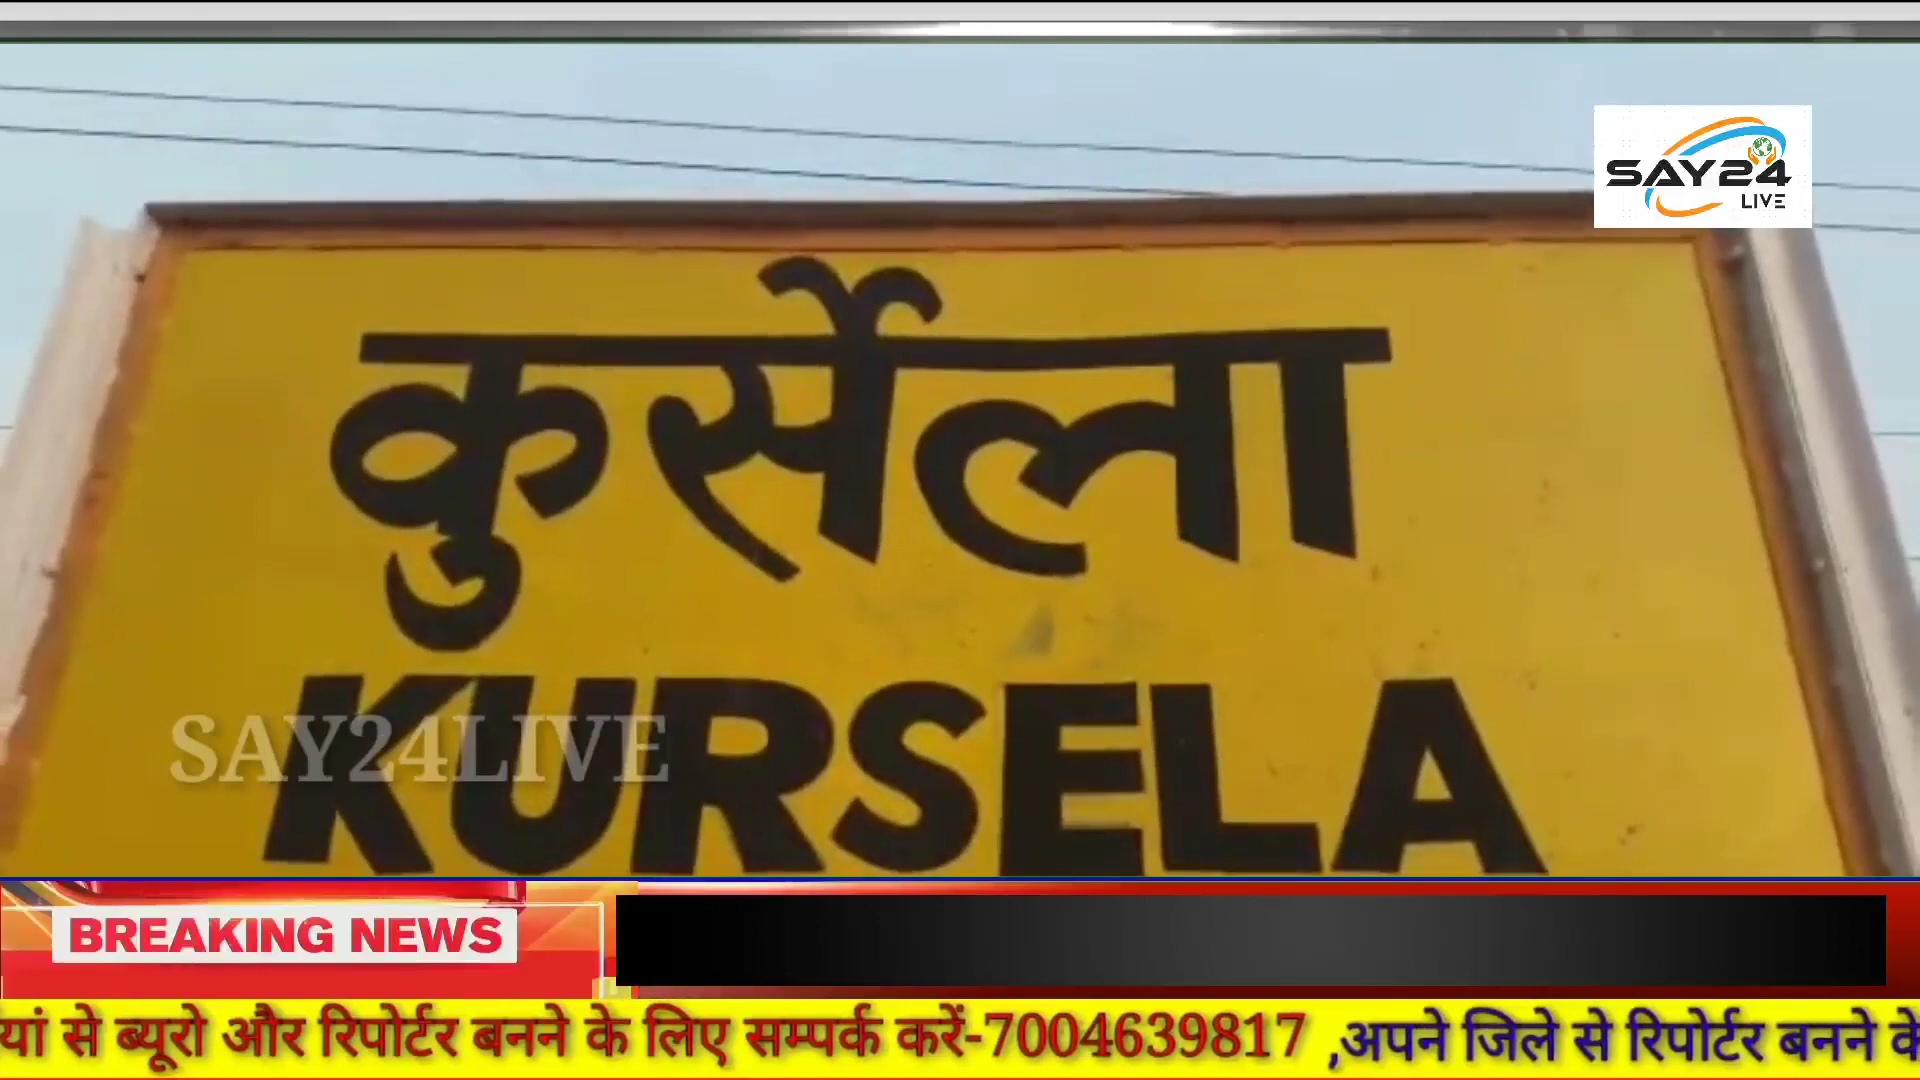 SAY24
LIVE
कुर्सेला
KURSELA
SAY24LIVE
BREAKING NEWS
से ब्यूरो और रिपोर्टर बनने के लिए सम्पर्क करें-7004639817 ,अपने जिले से रिपोर्टर बनने के